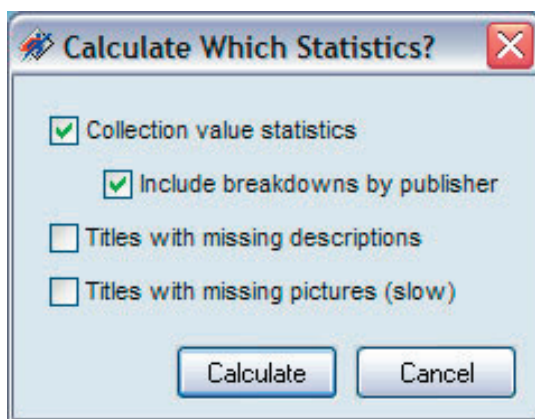 Calculate Which Statistics?
Collection value statistics
Include breakdowns by publisher
Titles with missing descriptions
Titles with missing pictures (slow)
Calculate Cancel